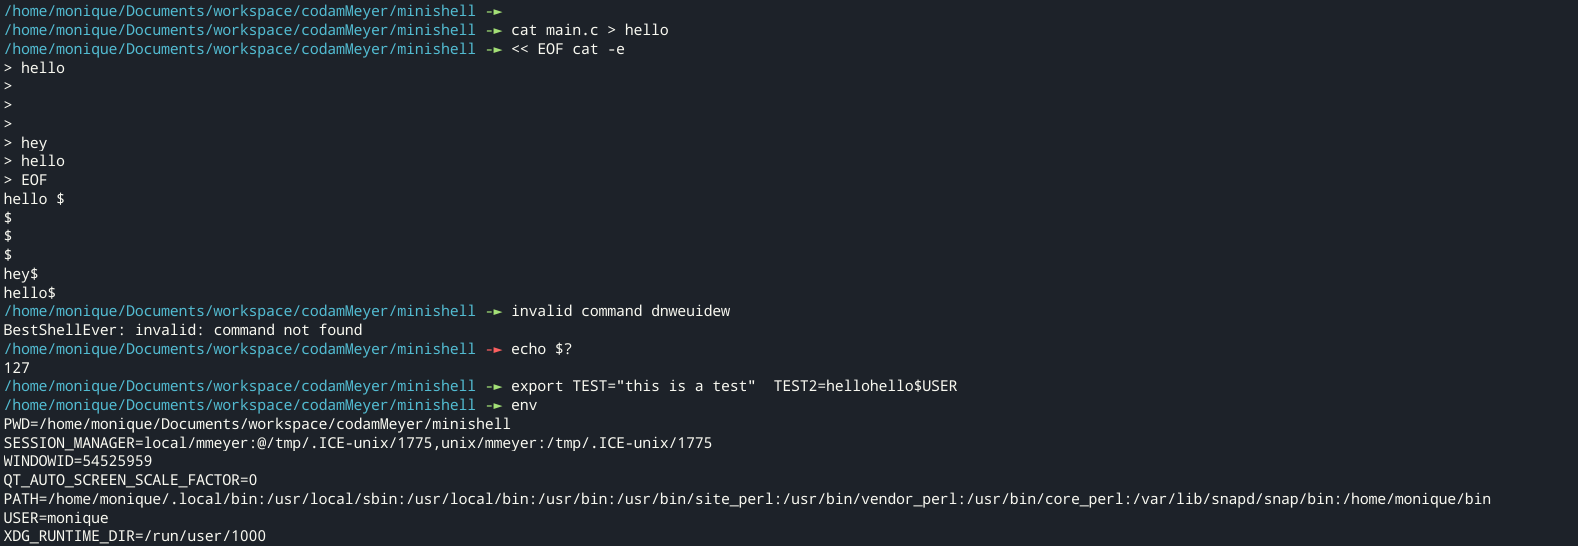 /home/monique/Documents/workspace/codamMeyer/minishell -►
/home/monique/Documents/workspace/codamMeyer/minishell -► cat main.c > hello
/home/monique/Documents/workspace/codamMeyer/minishell -► << EOF cat -e
> hello
>
>
>
> hey
> hello
> EOF
hello $
$
$
$
hey$
hello$
/home/monique/Documents/workspace/codamMeyer/minishell -► invalid command dnweuidew
BestShellEver: invalid: command not found
/home/monique/Documents/workspace/codamMeyer/minishell -► echo $?
127
/home/monique/Documents/workspace/codamMeyer/minishell -► export TEST="this is a test"  TEST2=hellohello$USER
/home/monique/Documents/workspace/codamMeyer/minishell -► env
PWD=/home/monique/Documents/workspace/codamMeyer/minishell
SESSION_MANAGER=local/mmeyer:@/tmp/.ICE-unix/1775,unix/mmeyer:/tmp/.ICE-unix/1775
WINDOWID=54525959
QT_AUTO_SCREEN_SCALE_FACTOR=0
PATH=/home/monique/.local/bin:/usr/local/sbin:/usr/local/bin:/usr/bin:/usr/bin/site_perl:/usr/bin/vendor_perl:/usr/bin/core_perl:/var/lib/snapd/snap/bin:/home/monique/bin
USER=monique
XDG_RUNTIME_DIR=/run/user/1000